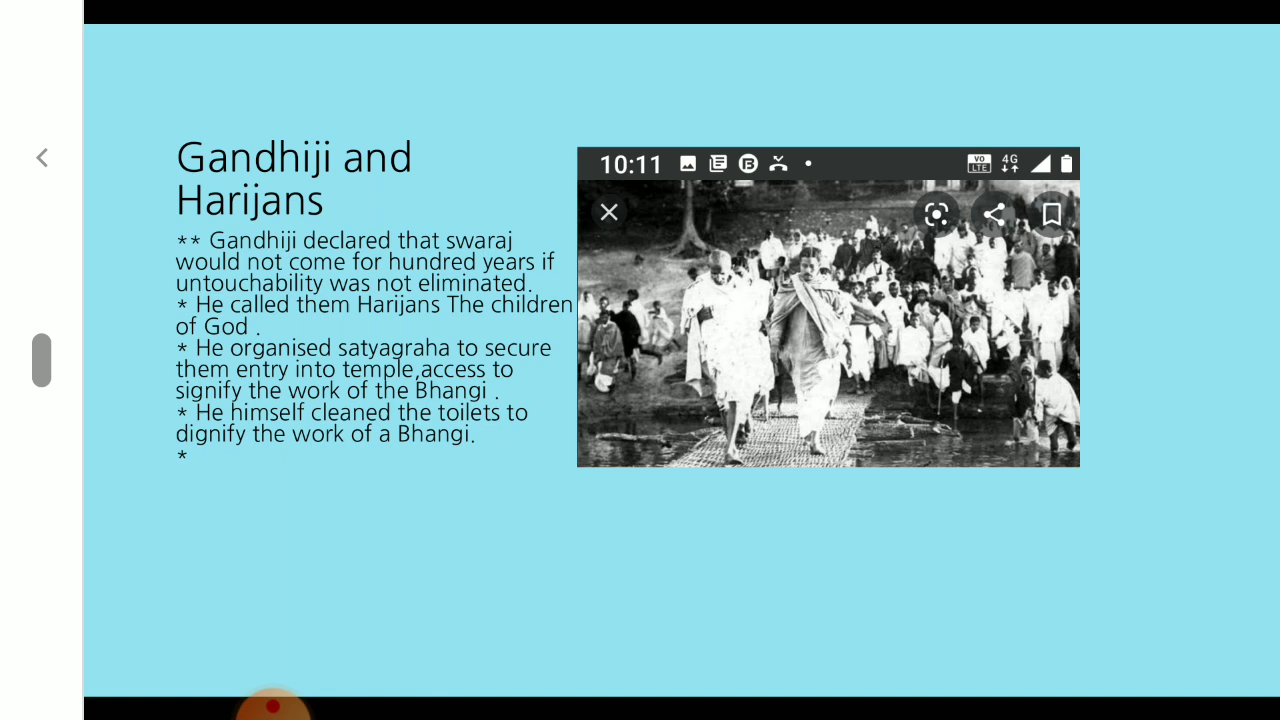 Gandhiji and
Harijans
** Gandhiji declared that swaraj
would not come for hundred years if
untouchability was not eliminated.
* He called them Harijans The children
of God .
* He organised satyagraha to secure
them entry into temple,access to
signify the work of the Bhangi .
* He himself cleaned the toilets to
dignify the work of a Bhangi.
*
10:11
VO
LTE
4G